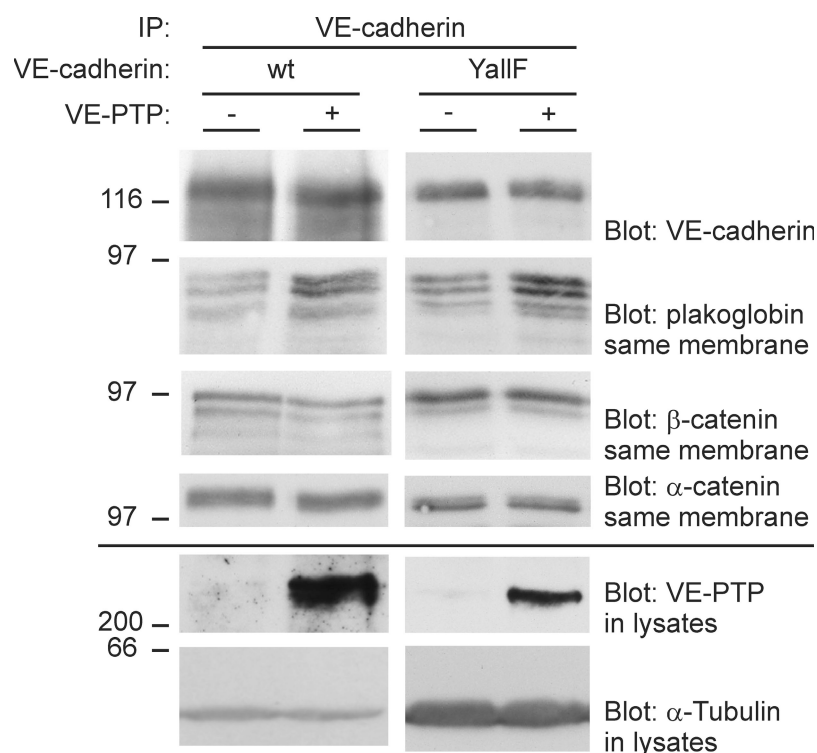 IP: VE-cadherin
VE-cadherin: wt YallF
VE-PTP: - + - +
116
Blot: VE-cadherin
97
Blot: plakoglobin
same membrane
97
Blot: β-catenin
same membrane
Blot: α-catenin
same membrane
97
Blot: VE-PTP
in lysates
200
66
Blot: α-Tubulin
in lysates